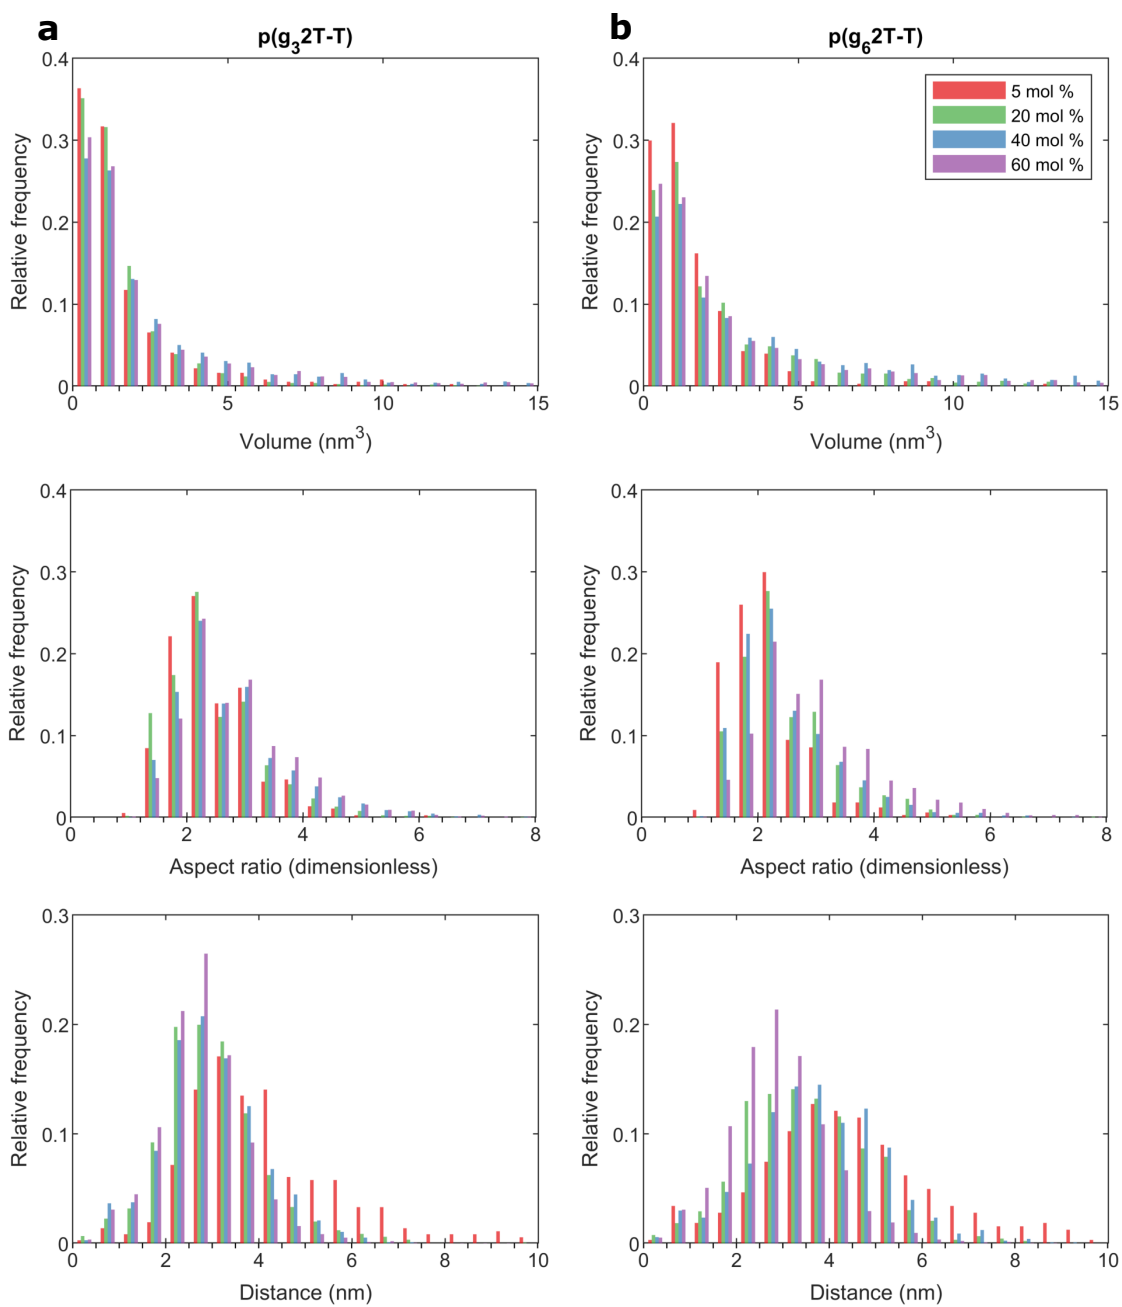 a
p(g32T-T)
0.4
0.3
0.2
0.1
0
Relative frequency
0
5
10
15
Volume (nm3)
b
p(g62T-T)
0.4
0.3
0.2
0.1
0
Relative frequency
5 mol %
20 mol %
40 mol %
60 mol %
0
5
10
15
Volume (nm3)
0.4
0.3
0.2
0.1
0
Relative frequency
0
2
4
6
8
Aspect ratio (dimensionless)
0.4
0.3
0.2
0.1
0
Relative frequency
0
2
4
6
8
Aspect ratio (dimensionless)
0.3
0.2
0.1
0
Relative frequency
0
2
4
6
8
10
Distance (nm)
0.3
0.2
0.1
0
Relative frequency
0
2
4
6
8
10
Distance (nm)